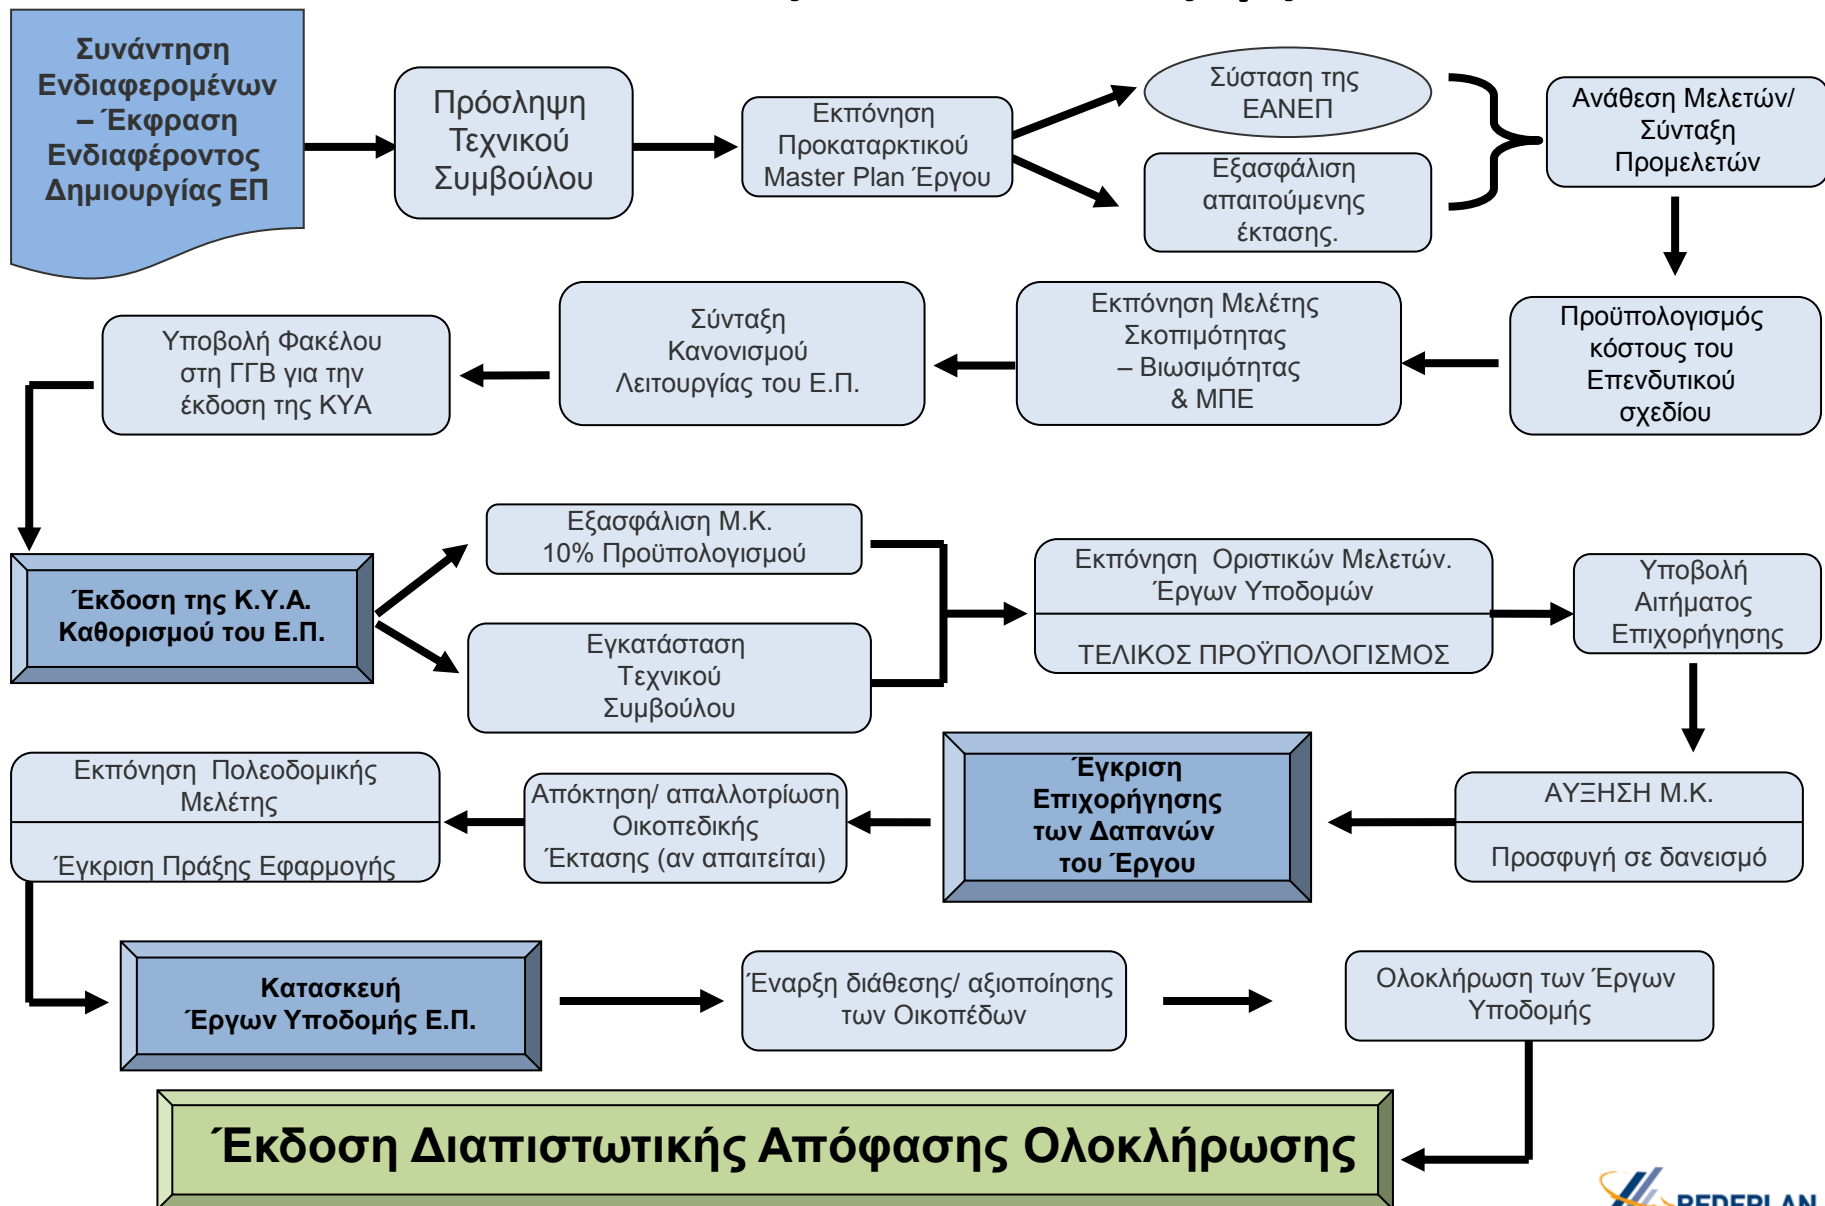 Συνάντηση
Ενδιαφερομένων
– Έκφραση
Ενδιαφέροντος
Δημιουργίας ΕΠ
Πρόσληψη
Τεχνικού
Συμβούλου
Εκπόνηση
Προκαταρκτικού
Master Plan Έργου
Σύσταση της
ΕΑΝΕΠ
Εξασφάλιση
απαιτούμενης
έκτασης.
Ανάθεση Μελετών/
Σύνταξη
Προμελετών
Προϋπολογισμός
κόστους του
Επενδυτικού
σχεδίου
Εκπόνηση Μελέτης
Σκοπιμότητας
– Βιωσιμότητας
& ΜΠΕ
Σύνταξη
Κανονισμού
Λειτουργίας του Ε.Π.
Υποβολή Φακέλου
στη ΓΓΒ για την
έκδοση της ΚΥΑ
Έκδοση της Κ.Υ.Α.
Καθορισμού του Ε.Π.
Εξασφάλιση Μ.Κ.
10% Προϋπολογισμού
Εγκατάσταση
Τεχνικού
Συμβούλου
Εκπόνηση Οριστικών Μελετών.
Έργων Υποδομών
ΤΕΛΙΚΟΣ ΠΡΟΫΠΟΛΟΓΙΣΜΟΣ
Υποβολή
Αιτήματος
Επιχορήγησης
ΑΥΞΗΣΗ Μ.Κ.
Προσφυγή σε δανεισμό
Έγκριση
Επιχορήγησης
των Δαπανών
του Έργου
Απόκτηση/ απαλλοτρίωση
Οικοπεδικής
Έκτασης (αν απαιτείται)
Εκπόνηση Πολεοδομικής
Μελέτης
Έγκριση Πράξης Εφαρμογής
Κατασκευή
Έργων Υποδομής Ε.Π.
Έναρξη διάθεσης/ αξιοποίησης
των Οικοπέδων
Ολοκλήρωση των Έργων
Υποδομής
Έκδοση Διαπιστωτικής Απόφασης Ολοκλήρωσης
REDEPLAN